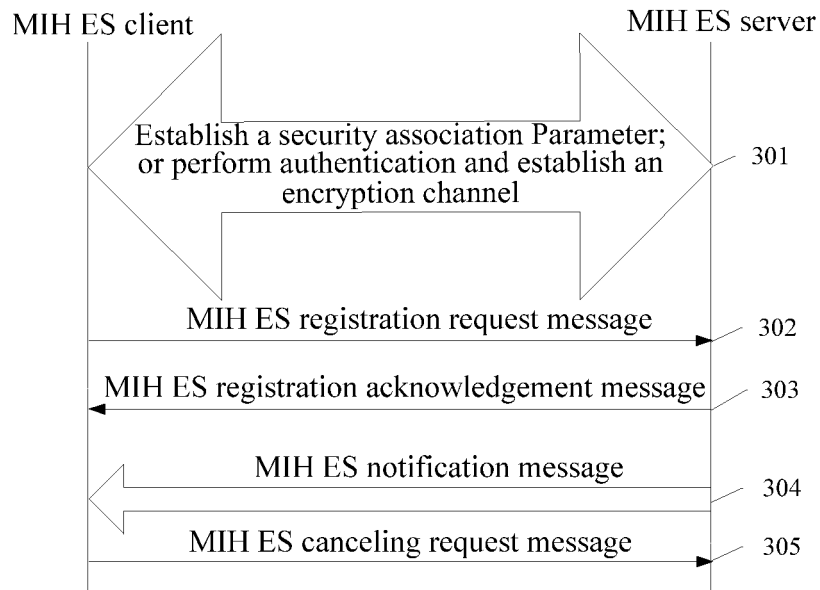 MIH ES client
MIH ES server
Establish a security association Parameter;
or perform authentication and establish an
encryption channel
301
MIH ES registration request message
302
MIH ES registration acknowledgement message
303
MIH ES notification message
304
MIH ES canceling request message
305